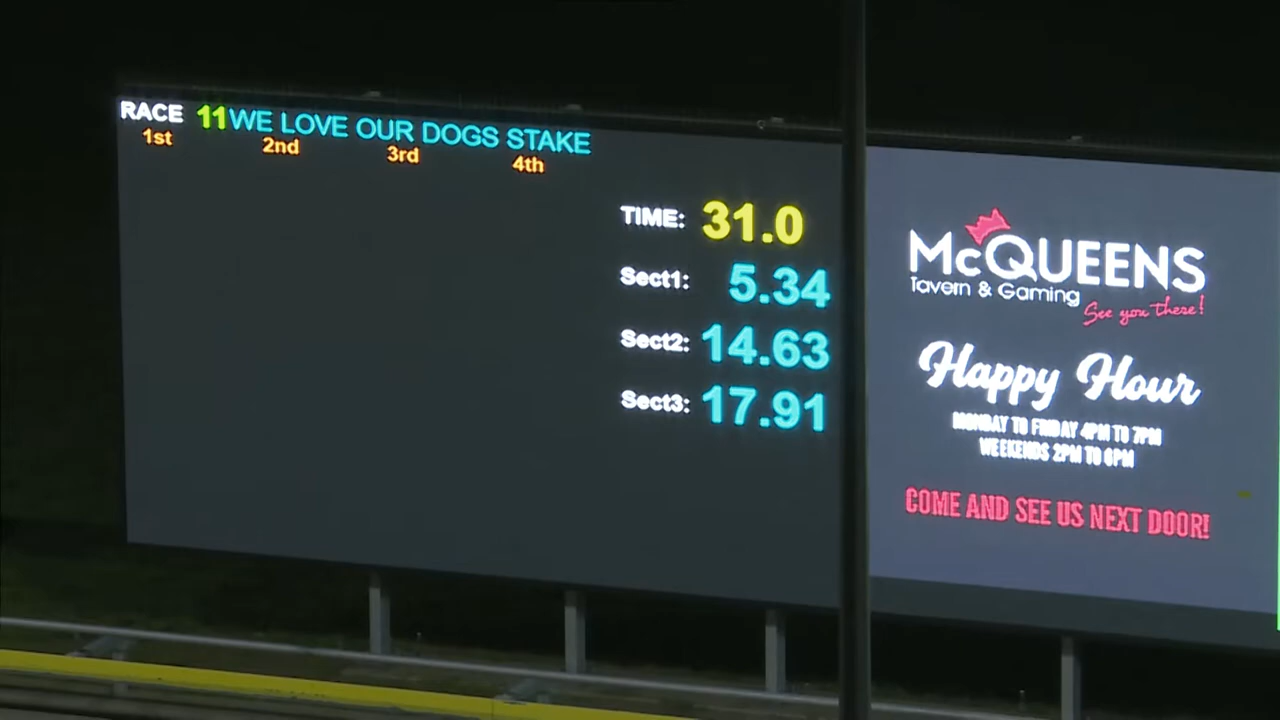 RACE 11 WE LOVE OUR DOGS STAKE
1st 2nd 3rd 4th
TIME: 31.0
Sect1: 5.34
Sect2: 14.63
Sect3: 17.91
McQUEENS
Tavern & Gaming
See you there!
Happy Hour
MONDAY TO FRIDAY 4PM TO 7PM
WEEKENDS 2PM TO 6PM
COME AND SEE US NEXT DOOR!